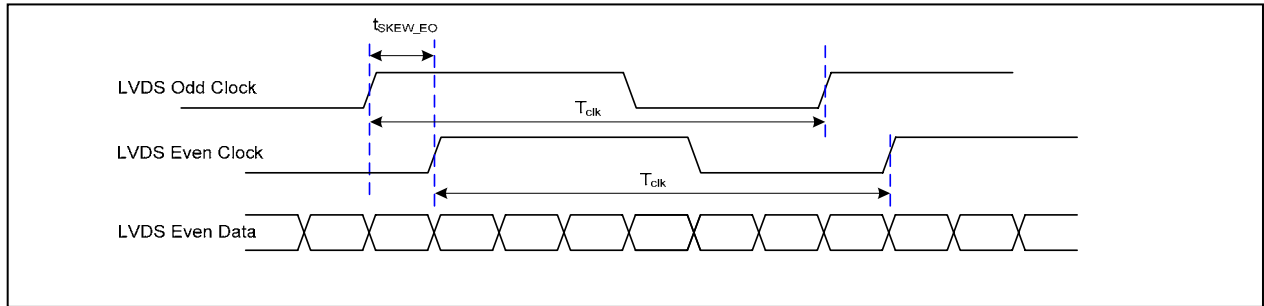 tSKEW_EO
LVDS Odd Clock
Tclk
LVDS Even Clock
Tclk
LVDS Even Data